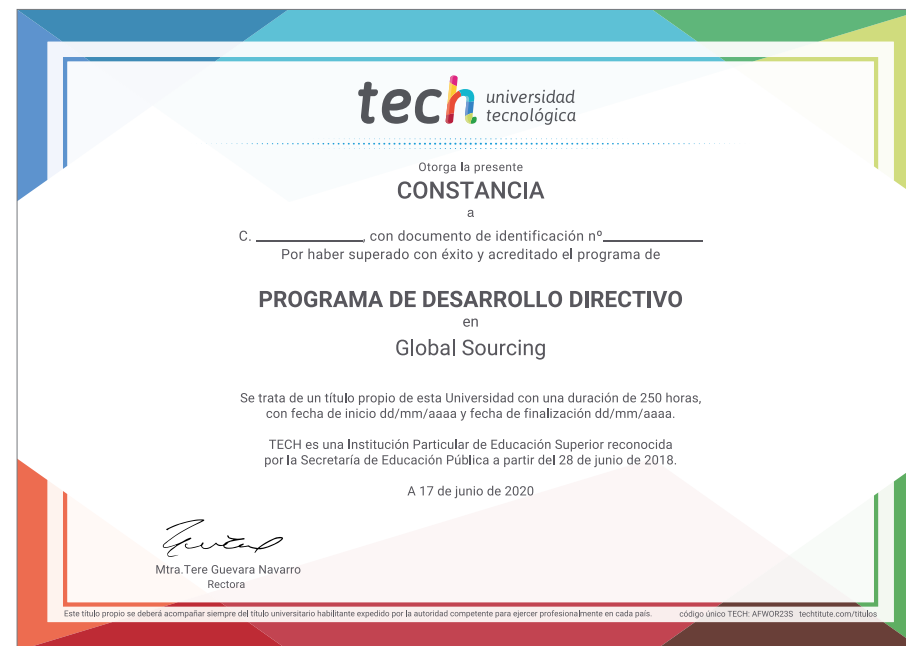 tech universidad
tecnológica
Otorga la presente
CONSTANCIA
a
C. ________________, con documento de identificación nº_______________
Por haber superado con éxito y acreditado el programa de
PROGRAMA DE DESARROLLO DIRECTIVO
en
Global Sourcing
Se trata de un título propio de esta Universidad con una duración de 250 horas,
con fecha de inicio dd/mm/aaaa y fecha de finalización dd/mm/aaaa.
TECH es una Institución Particular de Educación Superior reconocida
por la Secretaría de Educación Pública a partir del 28 de junio de 2018.
A 17 de junio de 2020
Mtra.Tere Guevara Navarro
Rectora
Este título propio se deberá acompañar siempre del título universitario habilitante expedido por la autoridad competente para ejercer profesionalmente en cada país. código único TECH: AFWOR23S techtitute.com/títulos